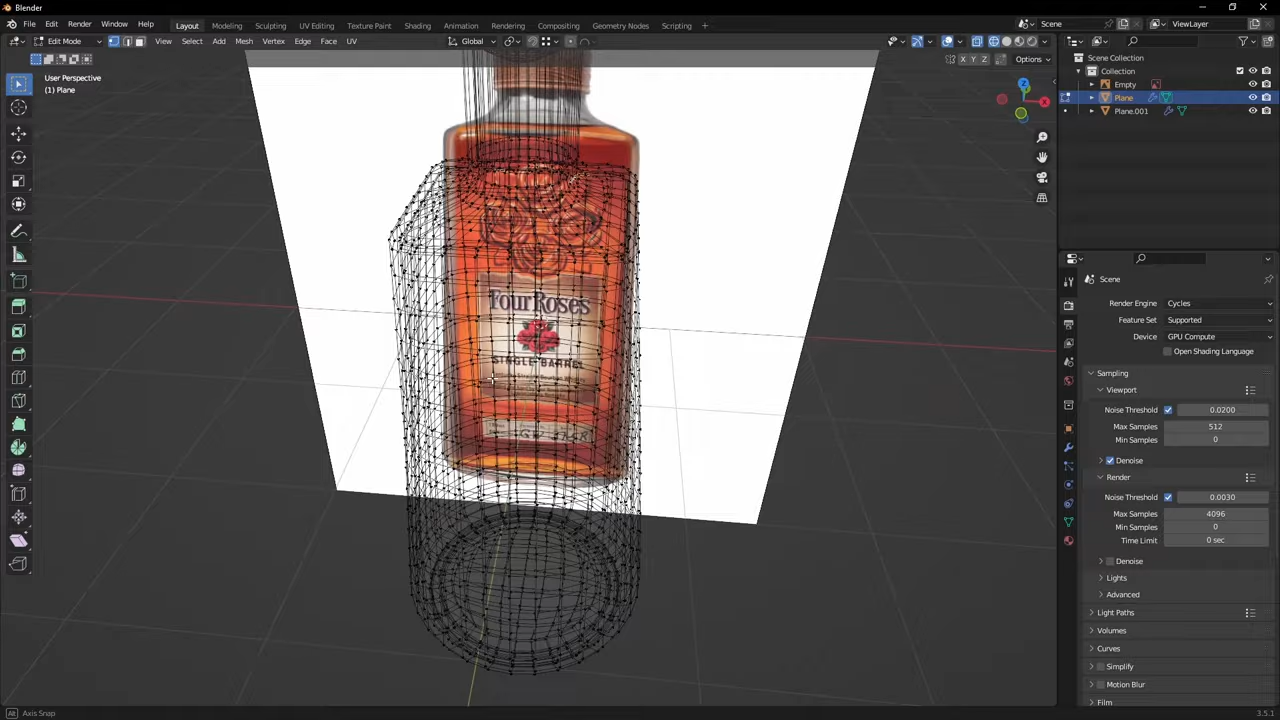 Blender
File Edit Render Window Help Layout Modeling Sculpting UV Editing Texture Paint Shading Animation Rendering Compositing Geometry Nodes Scripting + Scene ViewLayer
Edit Mode View Select Add Mesh Vertex Edge Face UV Global
X Y Z Options
User Perspective
(1) Plane
Scene Collection
Collection
Empty
Plane
Plane.001
Z
X
Four Roses
SINGLE BARREL
Scene
Render Engine Cycles
Feature Set Supported
Device GPU Compute
Open Shading Language
Sampling
Viewport
Noise Threshold 0.0200
Max Samples 512
Min Samples 0
Denoise
Render
Noise Threshold 0.0030
Max Samples 4096
Min Samples 0
Time Limit 0 sec
Denoise
Lights
Advanced
Light Paths
Volumes
Curves
Simplify
Motion Blur
Film
Alt Axis Snap
3.5.1